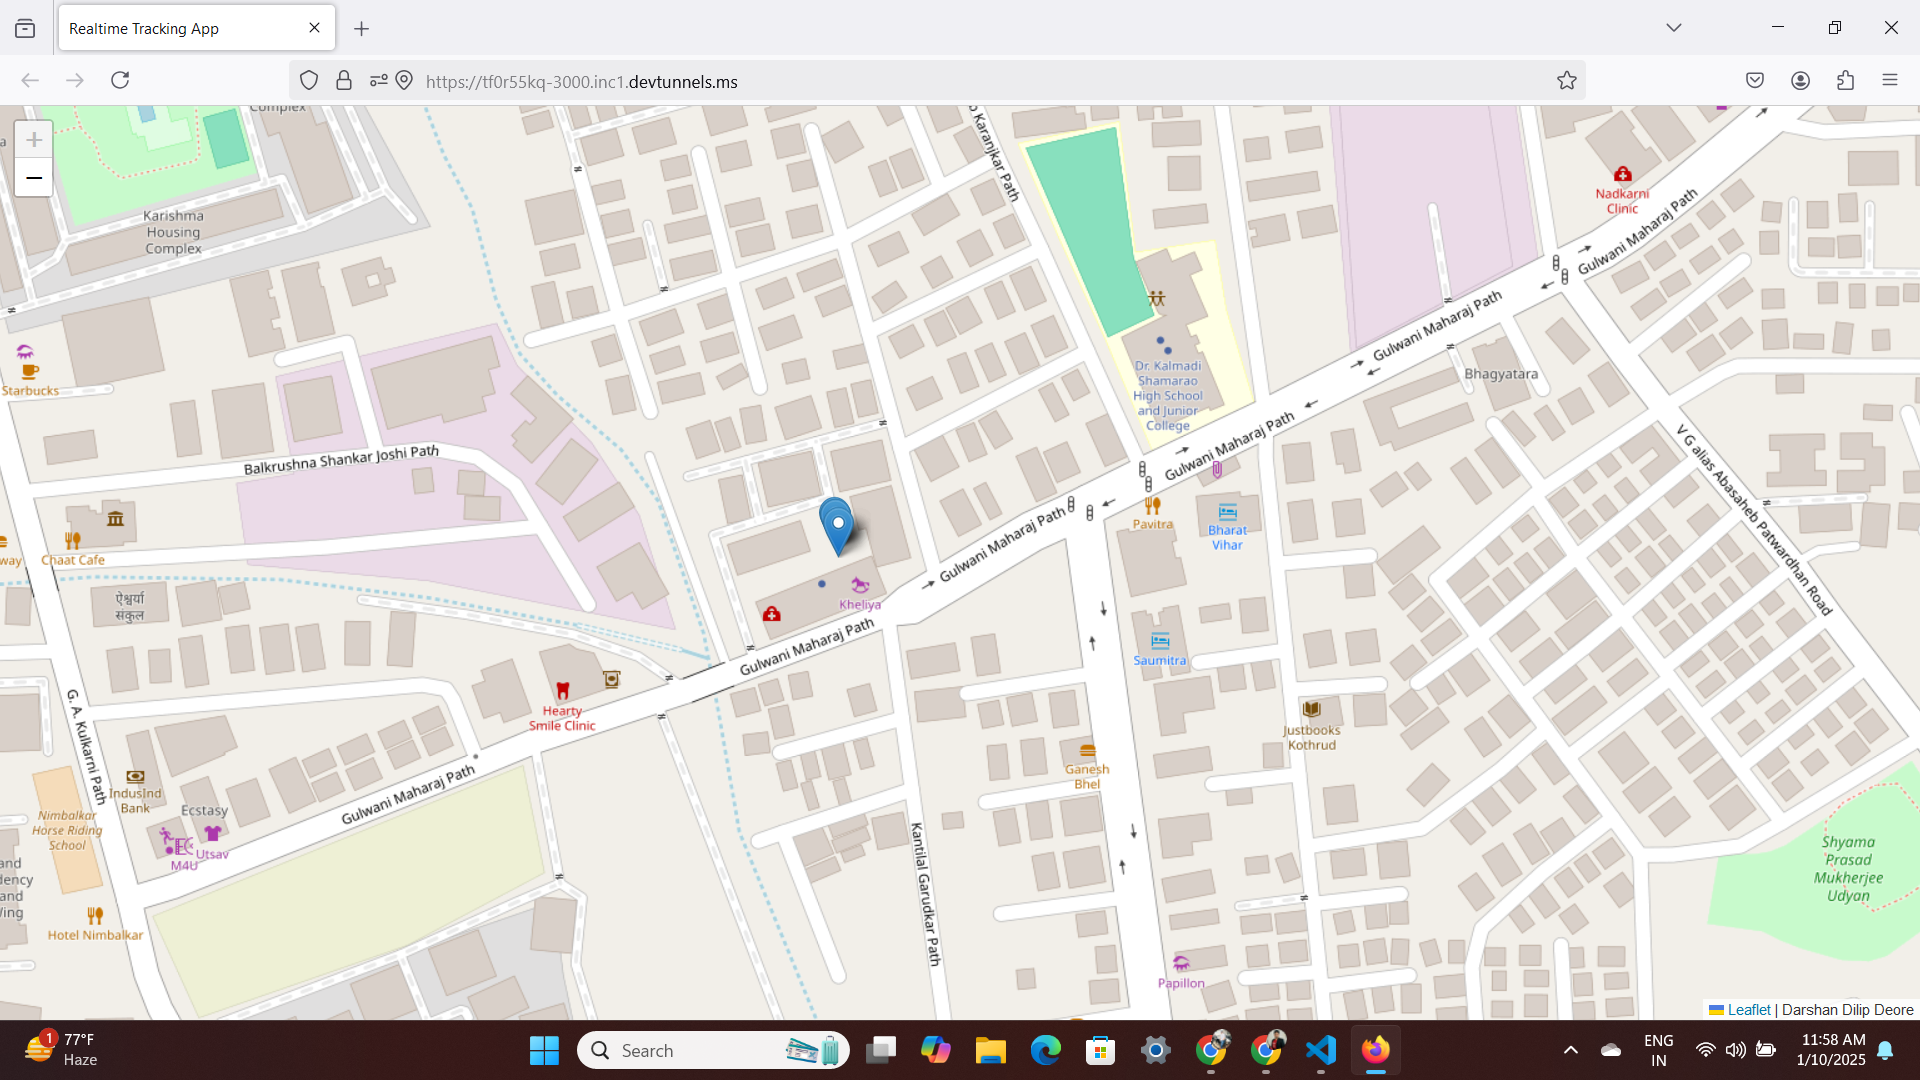 Realtime Tracking App
https://tf0r55kq-3000.inc1.devtunnels.ms
+
−
Complex
Karishma
Housing
Complex
Starbucks
Balkrushna Shankar Joshi Path
Chaat Cafe
way
ऐश्वर्या
संकुल
G. A. Kulkarni Path
Hearty
Smile Clinic
IndusInd
Bank
Ecstasy
Utsav
M4U
Nimbalkar
Horse Riding
School
Hotel Nimbalkar
Gulwani Maharaj Path
Gulwani Maharaj Path
Kheliya
Gulwani Maharaj Path
Karanjkar Path
Dr. Kalmadi
Shamarao
High School
and Junior
College
Gulwani Maharaj Path
Gulwani Maharaj Path
Gulwani Maharaj Path
Nadkarni
Clinic
Bhagyatara
V G alias Abasaheb Patwardhan Road
Pavitra
Bharat
Vihar
Saumitra
Justbooks
Kothrud
Ganesh
Bhel
Kantilal Garudkar Path
Papillon
Shyama
Prasad
Mukherjee
Udyan
Leaflet | Darshan Dilip Deore
1
77°F
Haze
Search
ENG
IN
11:58 AM
1/10/2025